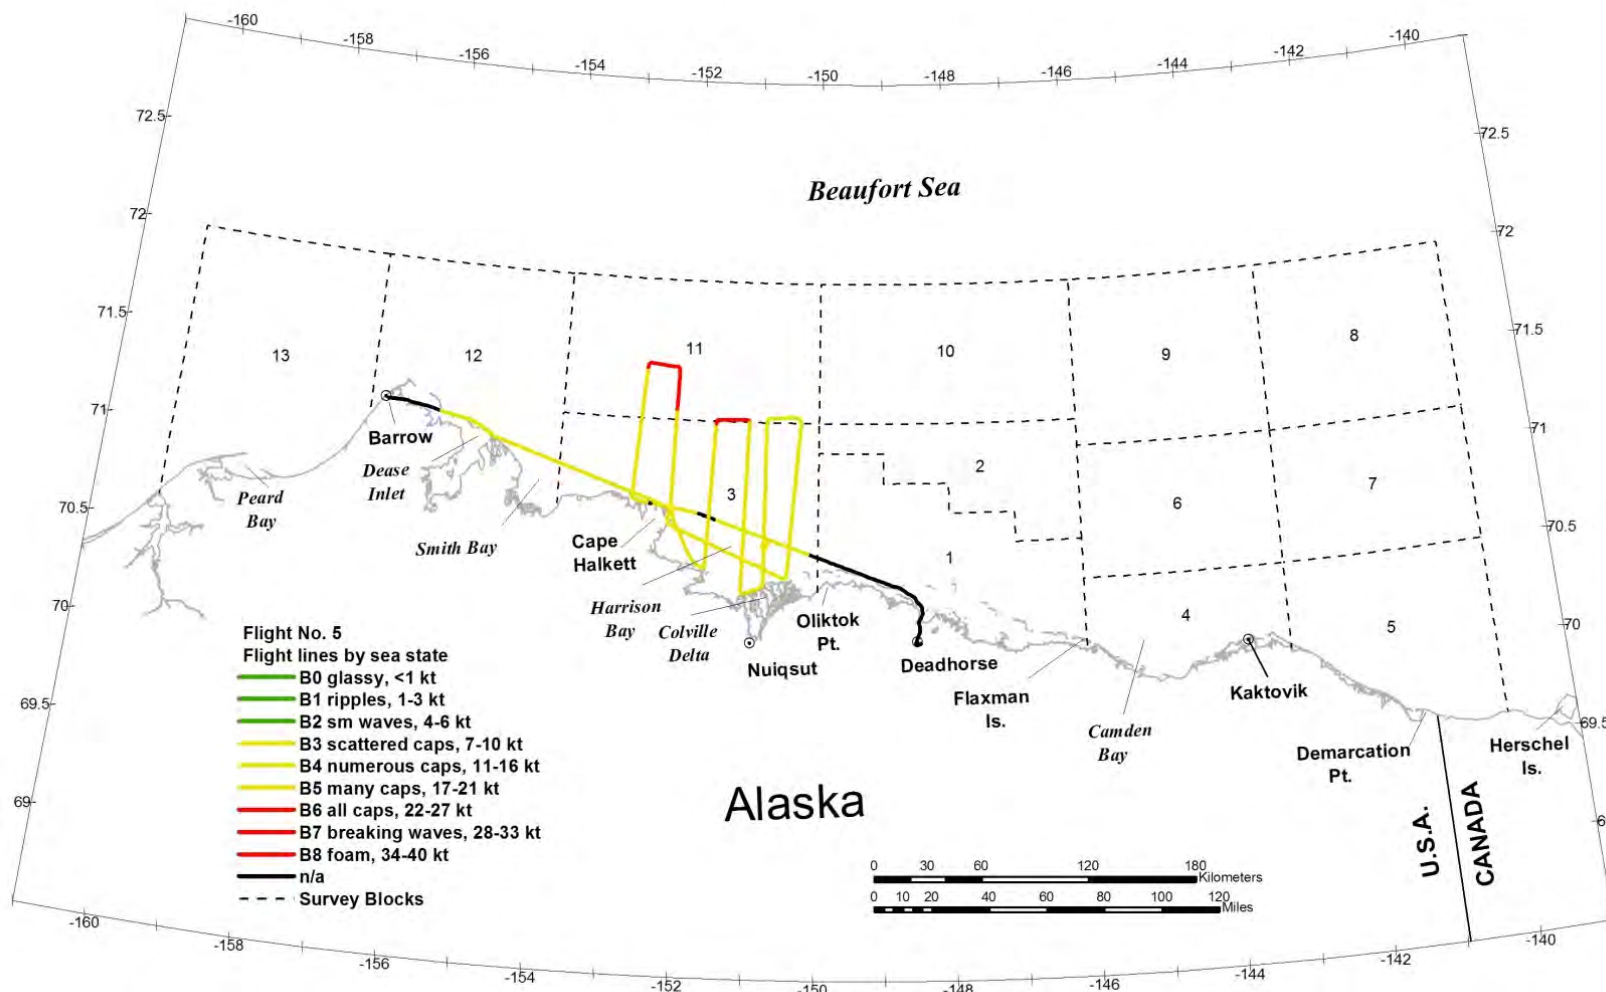 -160
-158
-156
-154
-152
-150
-148
-146
-144
-142
-140
72.5
72.5
Beaufort Sea
72
72
71.5
71.5
13
12
11
10
9
8
71
71
Barrow
Dease
Inlet
Peard
Bay
Smith Bay
Cape
Halkett
3
2
6
7
70.5
70.5
Harrison
Bay
Colville
Delta
Nuiqsut
Oliktok
Pt.
1
Deadhorse
4
5
70
70
Flaxman
Is.
Camden
Bay
Kaktovik
Demarcation
Pt.
Herschel
Is.
69.5
69.5
Flight No. 5
Flight lines by sea state
B0 glassy, <1 kt
B1 ripples, 1-3 kt
B2 sm waves, 4-6 kt
B3 scattered caps, 7-10 kt
B4 numerous caps, 11-16 kt
B5 many caps, 17-21 kt
B6 all caps, 22-27 kt
B7 breaking waves, 28-33 kt
B8 foam, 34-40 kt
n/a
Survey Blocks
69
Alaska
U.S.A.
CANADA
0 30 60 120 180
Kilometers
0 10 20 40 60 80 100 120
Miles
-160
-158
-156
-154
-152
-150
-148
-146
-144
-142
-140